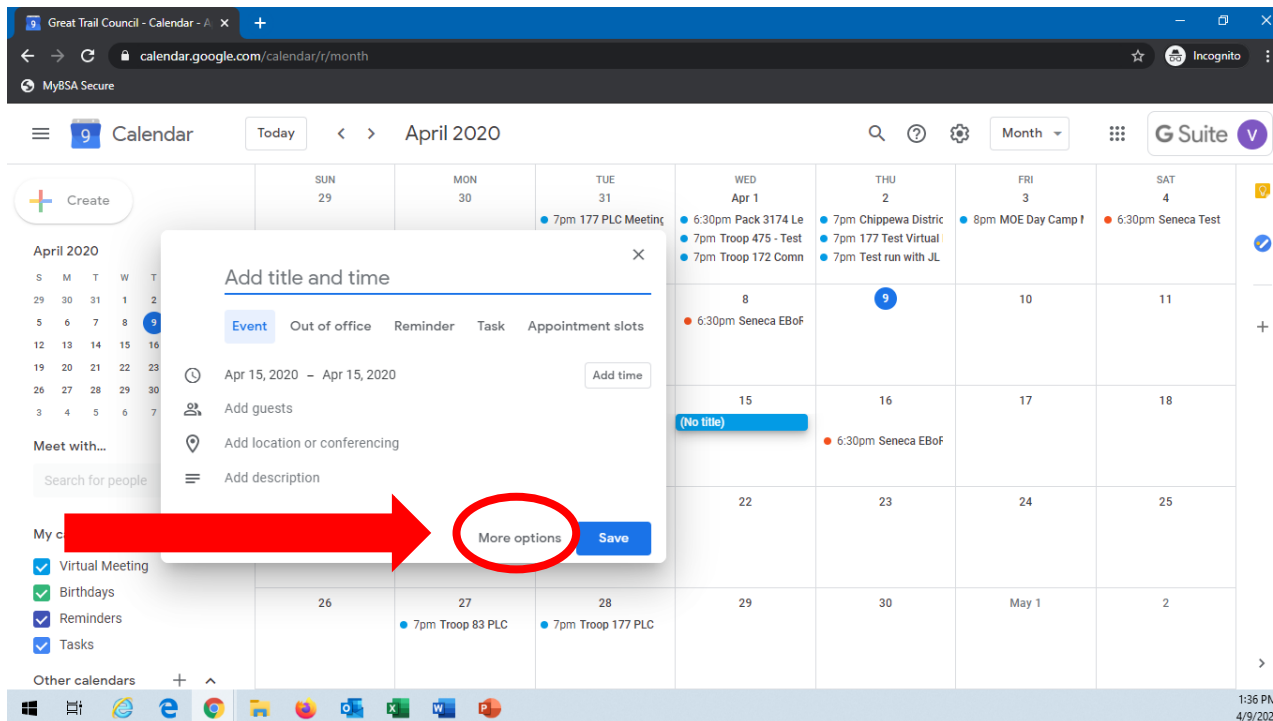 9 Great Trail Council - Calendar - A
calendar.google.com/calendar/r/month
Incognito
MyBSA Secure
9 Calendar Today April 2020 Month G Suite V
Create
April 2020
S M T W T
29 30 31 1 2
5 6 7 8 9
12 13 14 15 16
19 20 21 22 23
26 27 28 29 30
3 4 5 6 7
Meet with...
Search for people
My c
Virtual Meeting
Birthdays
Reminders
Tasks
Other calendars
Add title and time
Event Out of office Reminder Task Appointment slots
Apr 15, 2020 – Apr 15, 2020 Add time
Add guests
Add location or conferencing
Add description
More options Save
SUN MON TUE WED THU FRI SAT
29 30 31 Apr 1 2 3 4
7pm 177 PLC Meeting 6:30pm Pack 3174 Le 7pm Chippewa Distric 8pm MOE Day Camp 6:30pm Seneca Test
7pm Troop 475 - Test 7pm 177 Test Virtual
7pm Troop 172 Comn 7pm Test run with JL
8 9 10 11
6:30pm Seneca EBoF
15 16 17 18
(No title)
6:30pm Seneca EBoF
22 23 24 25
26 27 28 29 30 May 1 2
7pm Troop 83 PLC 7pm Troop 177 PLC
1:36 PM
4/9/202